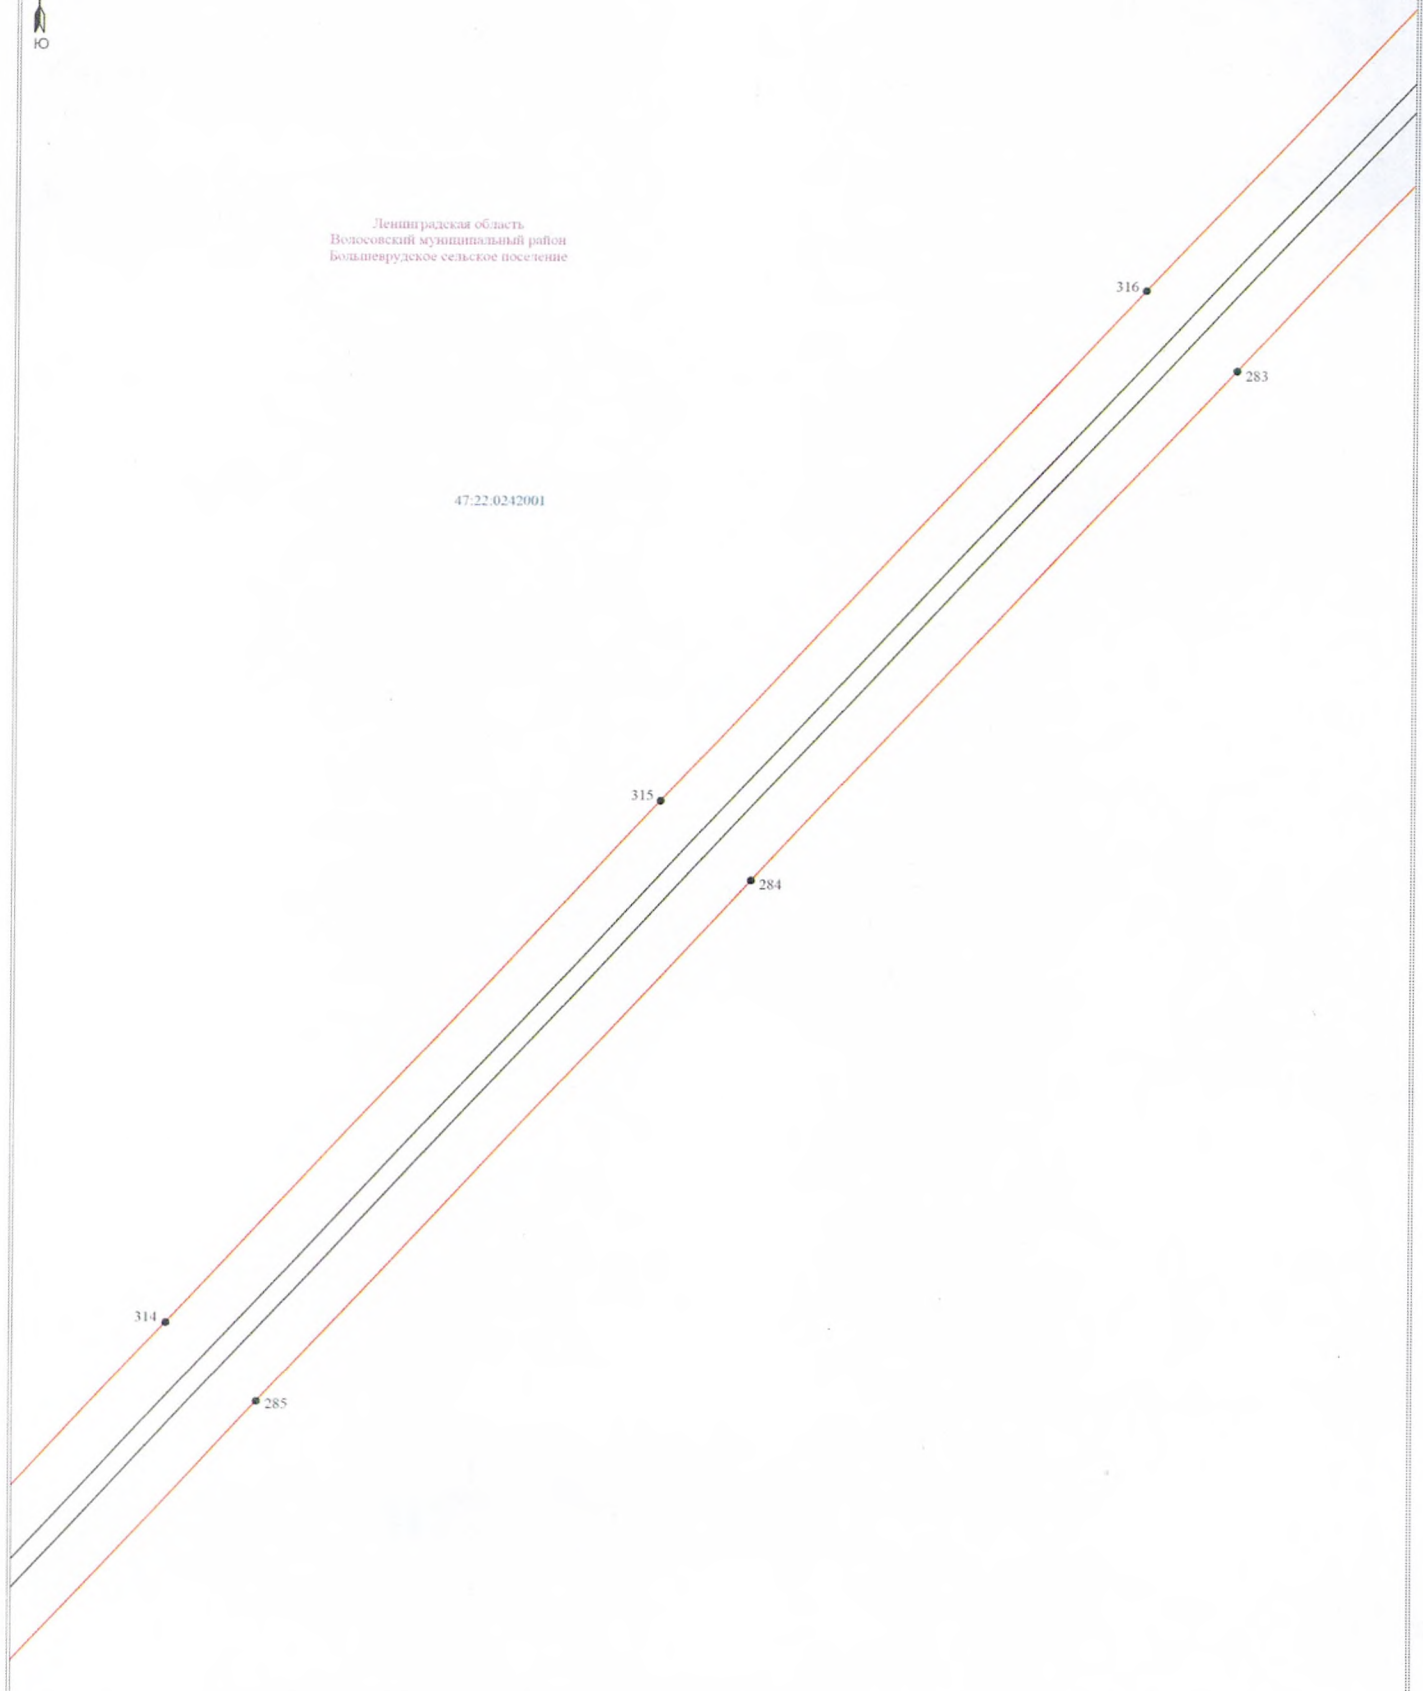 Ю
Ленинградская область
Волосовский муниципальный район
Большеврудское сельское поселение
316
283
47:22:0242001
315
284
314
285